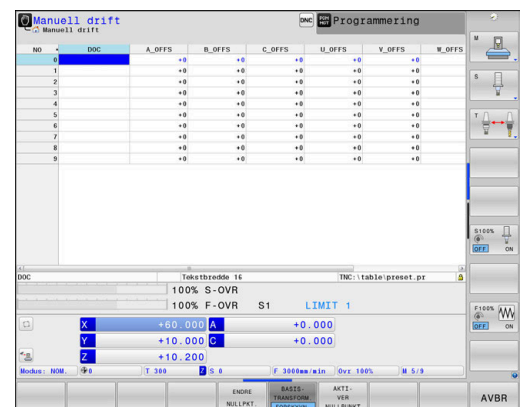 Manuell drift
Manuell drift
DNC
Programmering
NO DOC A_OFFS B_OFFS C_OFFS U_OFFS V_OFFS W_OFFS
0 +0 +0 +0 +0 +0
1 +0 +0 +0 +0 +0
2 +0 +0 +0 +0 +0
3 +0 +0 +0 +0 +0
4 +0 +0 +0 +0 +0
5 +0 +0 +0 +0 +0
6 +0 +0 +0 +0 +0
7 +0 +0 +0 +0 +0
8 +0 +0 +0 +0 +0
9 +0 +0 +0 +0 +0
DOC Tekstbredde 16 TNC:\table\preset.pr
100% S-OVR
100% F-OVR S1 LIMIT 1
X +60.000 A +0.000
Y +10.000 C +0.000
Z +10.200
Modus: NOM. 0 T 300 Z S 0 F 3000mm/min Ovr 100% M 5/9
ENDRE
NULLPKT.
BASIS-
TRANSFORM.
AKTI-
VER
NULLPUNKT
AVBR
M
S
T
S100%
OFF ON
F100%
OFF ON